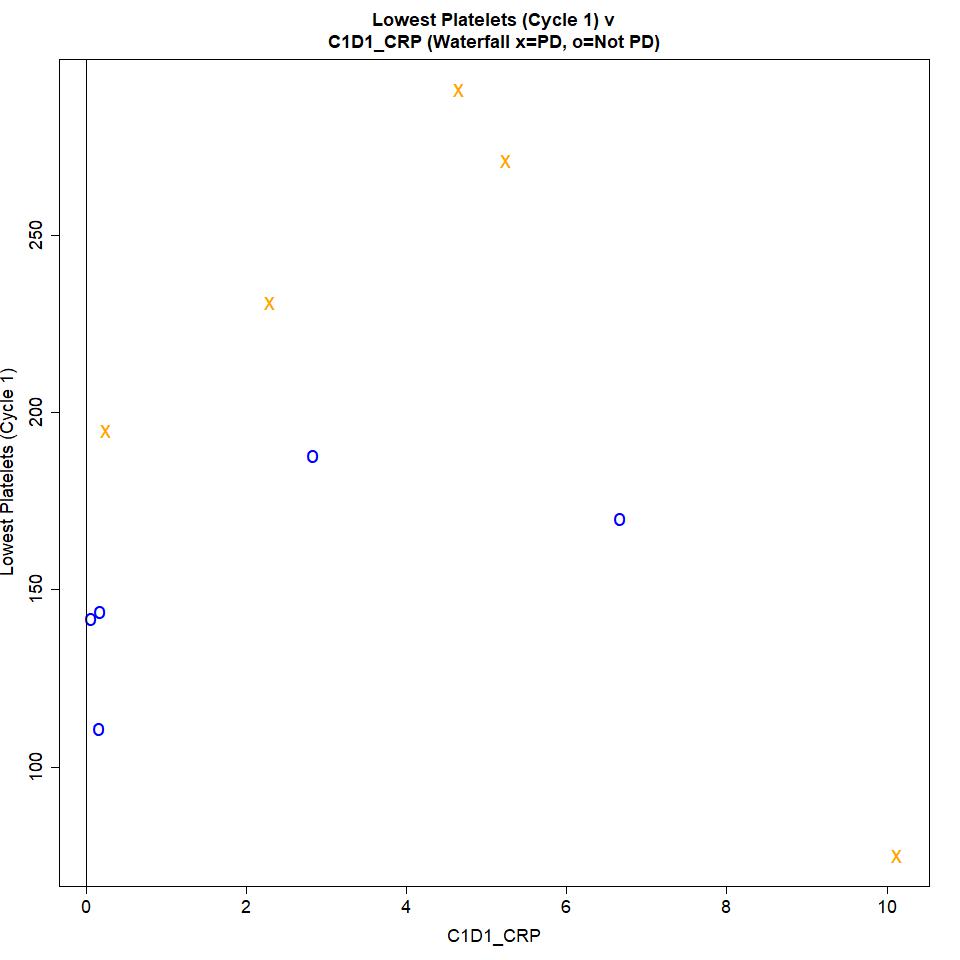 Lowest Platelets (Cycle 1) v
C1D1_CRP (Waterfall x=PD, o=Not PD)
Lowest Platelets (Cycle 1)
250
200
150
100
x
x
x
x
o
o
o
o
o
x
0 2 4 6 8 10
C1D1_CRP